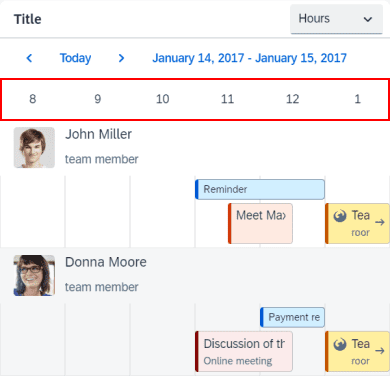 Title
Hours
Today
January 14, 2017 - January 15, 2017
8 9 10 11 12 1
John Miller
team member
Reminder
Meet Max
Tea
roor
Donna Moore
team member
Payment re
Discussion of th
Online meeting
Tea
roor